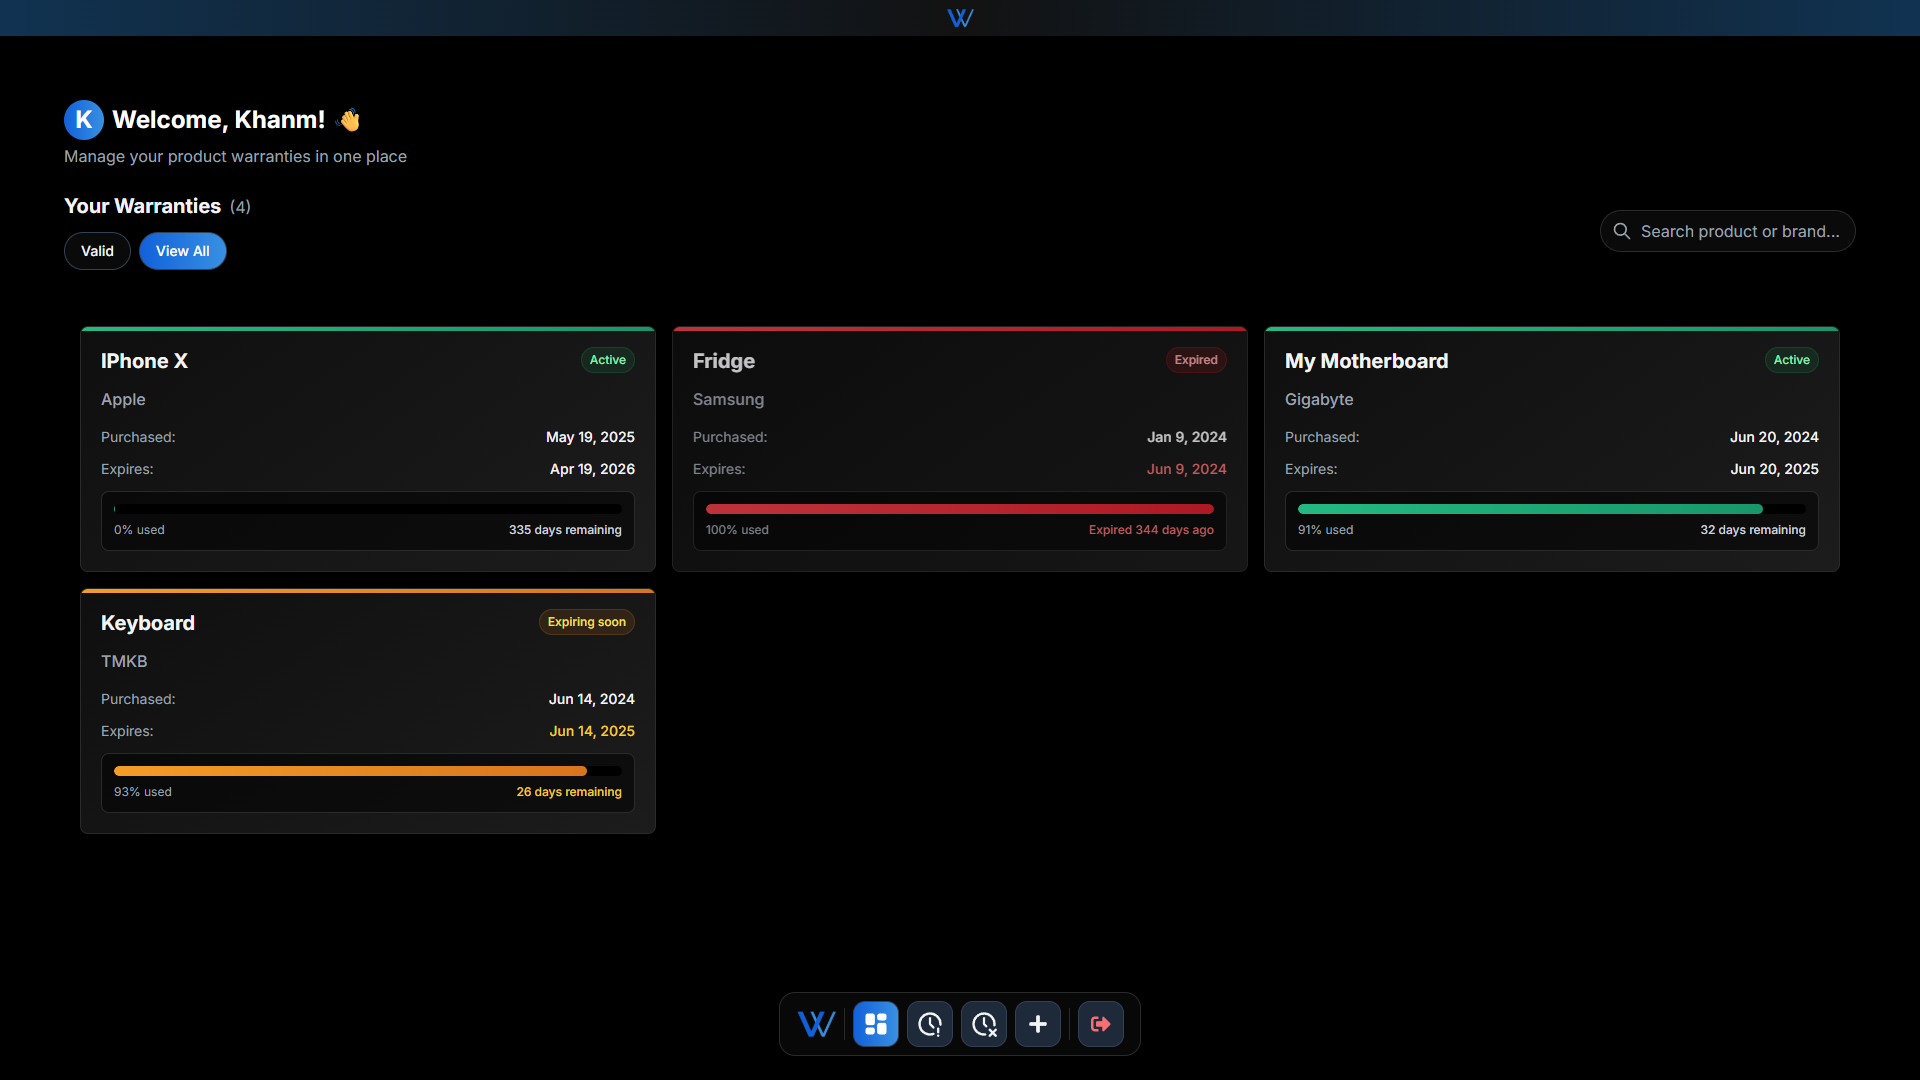 W
K Welcome, Khanm! 👋
Manage your product warranties in one place
Your Warranties (4)
Valid View All
Search product or brand...
IPhone X Active
Apple
Purchased: May 19, 2025
Expires: Apr 19, 2026
0% used 335 days remaining
Fridge Expired
Samsung
Purchased: Jan 9, 2024
Expires: Jun 9, 2024
100% used Expired 344 days ago
My Motherboard Active
Gigabyte
Purchased: Jun 20, 2024
Expires: Jun 20, 2025
91% used 32 days remaining
Keyboard Expiring soon
TMKB
Purchased: Jun 14, 2024
Expires: Jun 14, 2025
93% used 26 days remaining
W